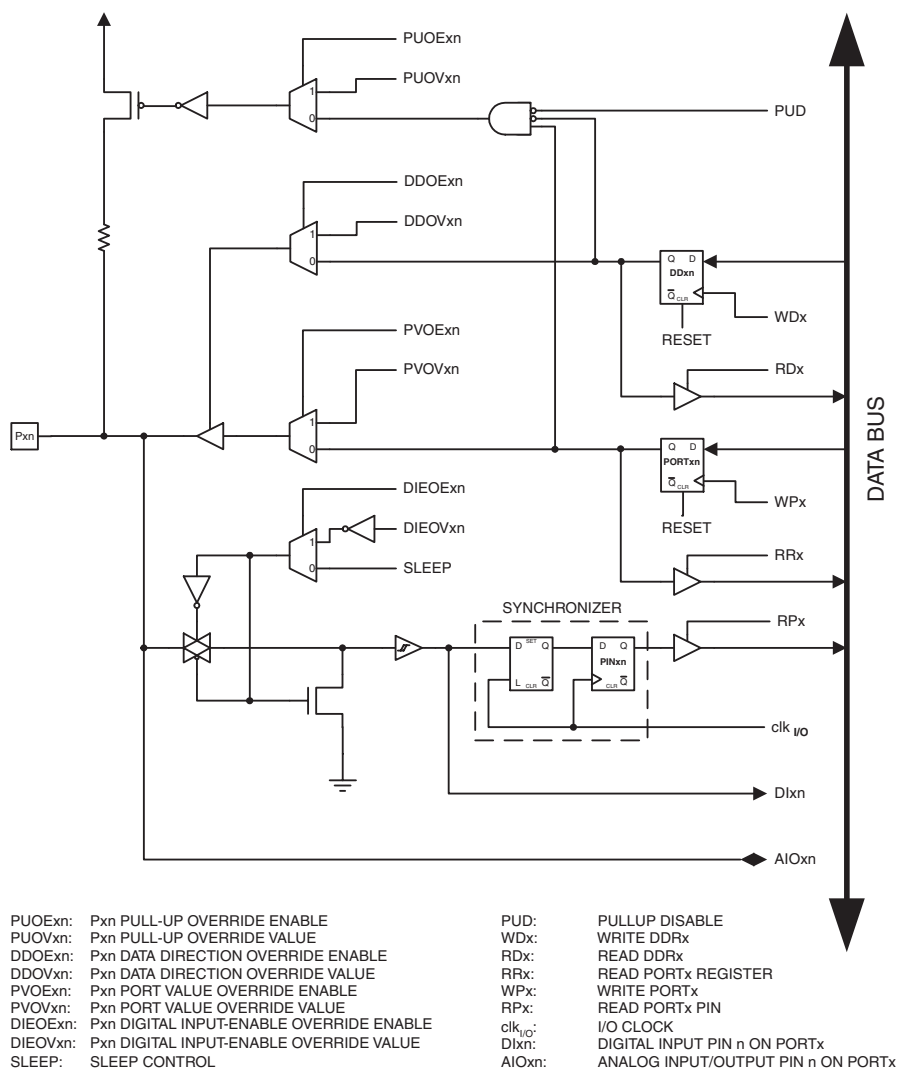 PUOExn
PUOVxn
1
0
PUD
DDOExn
DDOVxn
1
0
Q D
DDxn
Q CLR
WDx
RESET
RDx
PVOExn
PVOVxn
1
0
Pxn
Q D
PORTxn
Q CLR
WPx
RESET
DATA BUS
DIEOExn
DIEOVxn
1
0
SLEEP
RRx
SYNCHRONIZER
RPx
D SET Q
L CLR Q
D Q
PINxn
CLR Q
clk I/O
DIxn
AIOxn
PUOExn: Pxn PULL-UP OVERRIDE ENABLE
PUOVxn: Pxn PULL-UP OVERRIDE VALUE
DDOExn: Pxn DATA DIRECTION OVERRIDE ENABLE
DDOVxn: Pxn DATA DIRECTION OVERRIDE VALUE
PVOExn: Pxn PORT VALUE OVERRIDE ENABLE
PVOVxn: Pxn PORT VALUE OVERRIDE VALUE
DIEOExn: Pxn DIGITAL INPUT-ENABLE OVERRIDE ENABLE
DIEOVxn: Pxn DIGITAL INPUT-ENABLE OVERRIDE VALUE
SLEEP: SLEEP CONTROL
PUD: PULLUP DISABLE
WDx: WRITE DDRx
RDx: READ DDRx
RRx: READ PORTx REGISTER
WPx: WRITE PORTx
RPx: READ PORTx PIN
clkI/O: I/O CLOCK
DIxn: DIGITAL INPUT PIN n ON PORTx
AIOxn: ANALOG INPUT/OUTPUT PIN n ON PORTx